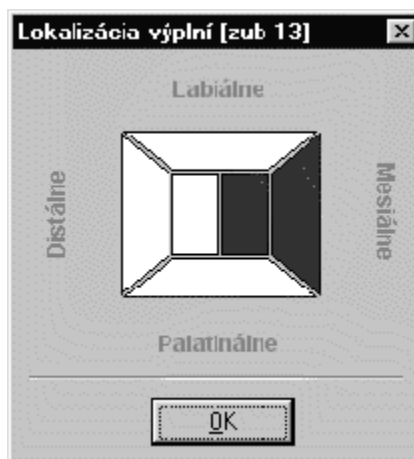 Lokalizácia výplní [zub 13]
Labiálne
Distálne
Mesiálne
Palatinálne
OK